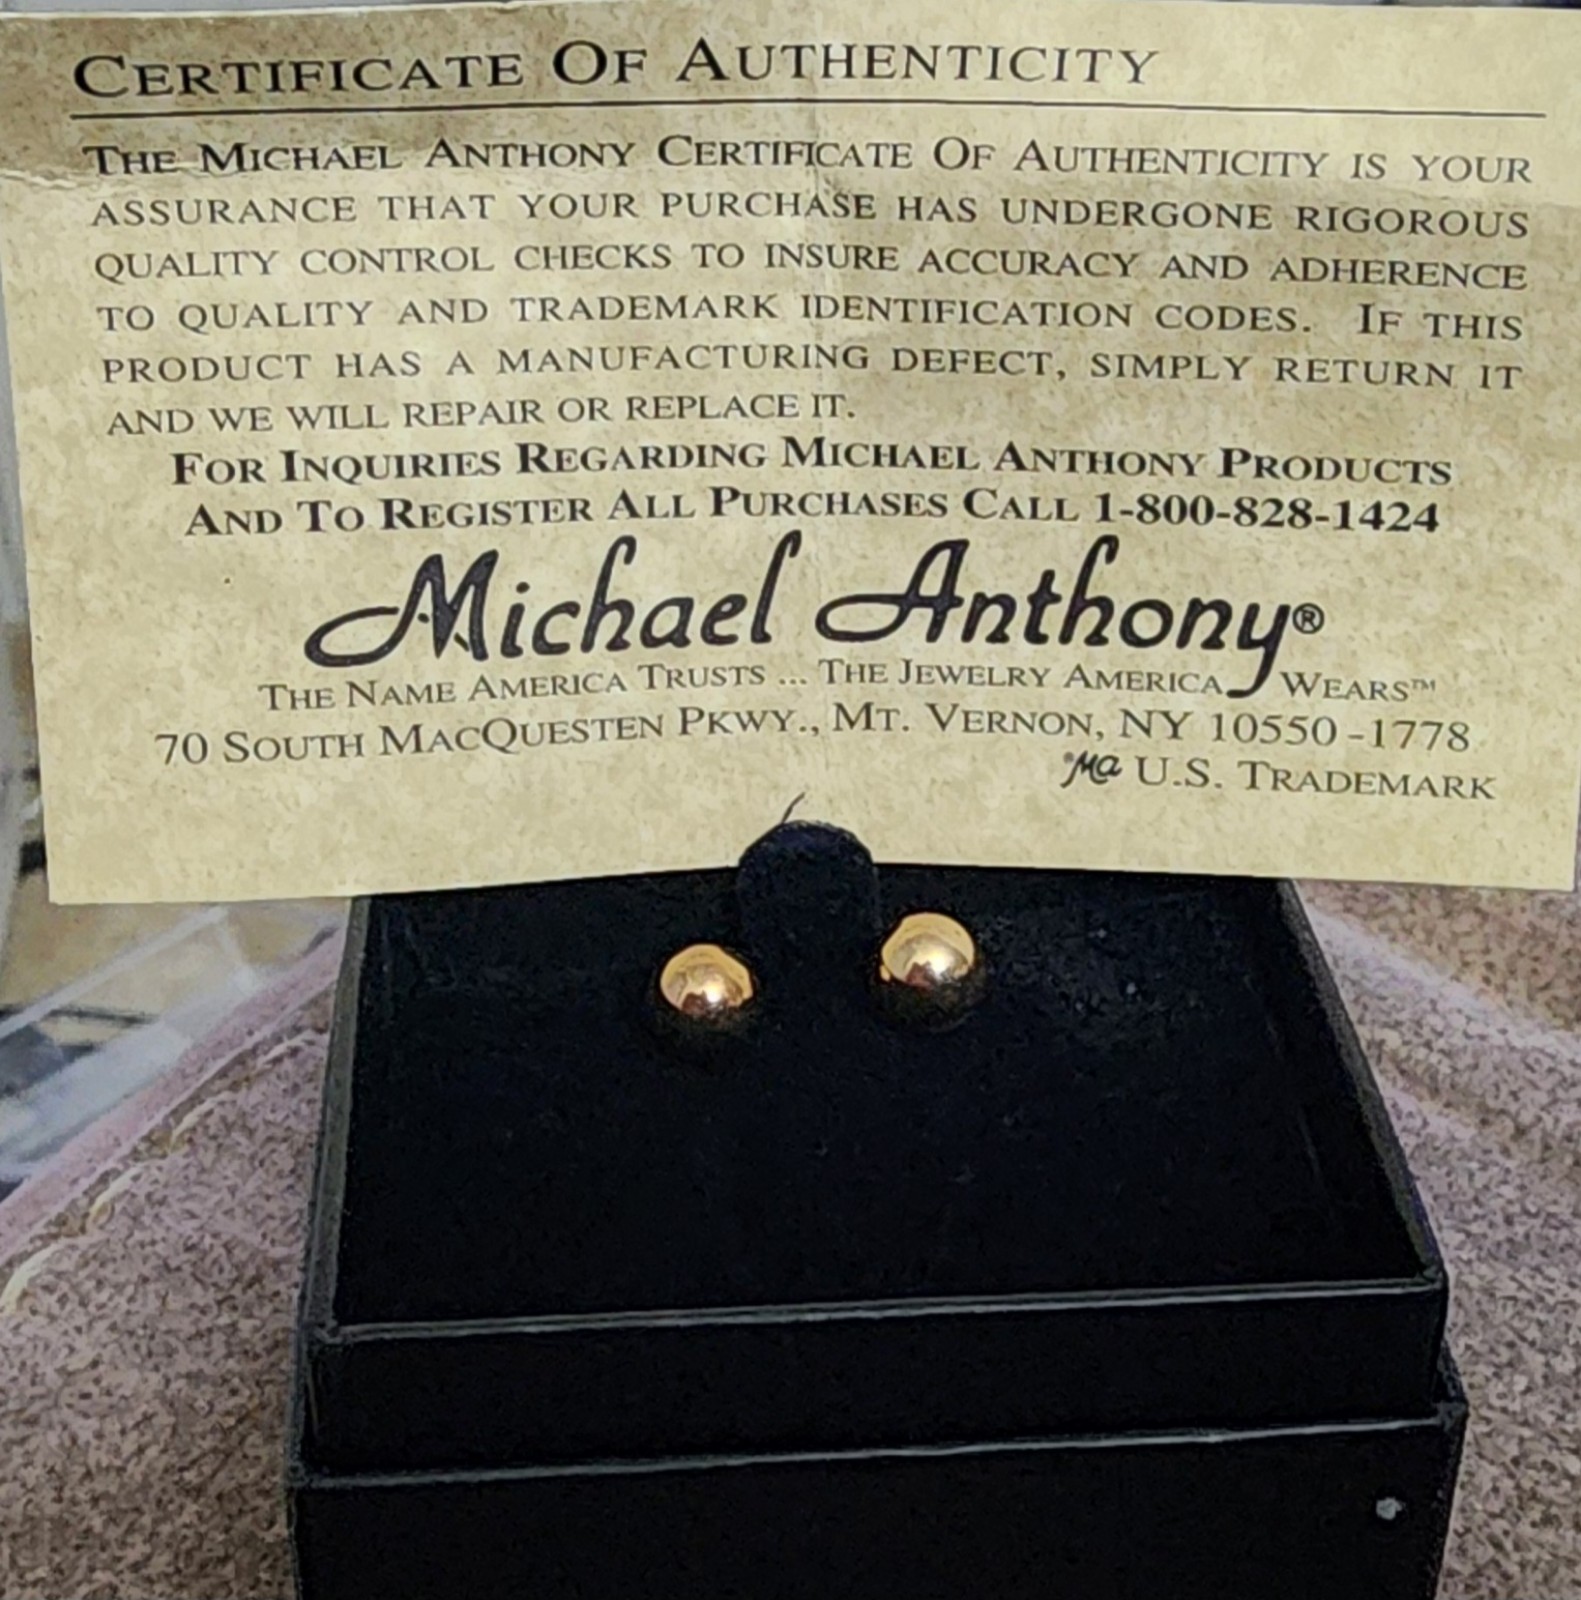 CERTIFICATE OF AUTHENTICITY
THE MICHAEL ANTHONY CERTIFICATE OF AUTHENTICITY IS YOUR
ASSURANCE THAT YOUR PURCHASE HAS UNDERGONE RIGOROUS
QUALITY CONTROL CHECKS TO INSURE ACCURACY AND ADHERENCE
TO QUALITY AND TRADEMARK IDENTIFICATION CODES. IF THIS
PRODUCT HAS A MANUFACTURING DEFECT, SIMPLY RETURN IT
AND WE WILL REPAIR OR REPLACE IT.
FOR INQUIRIES REGARDING MICHAEL ANTHONY PRODUCTS
AND TO REGISTER ALL PURCHASES CALL 1-800-828-1424
Michael Anthony®
THE NAME AMERICA TRUSTS ... THE JEWELRY AMERICA WEARS™
70 SOUTH MACQUESTEN PKWY., MT. VERNON, NY 10550-1778
Ma U.S. TRADEMARK